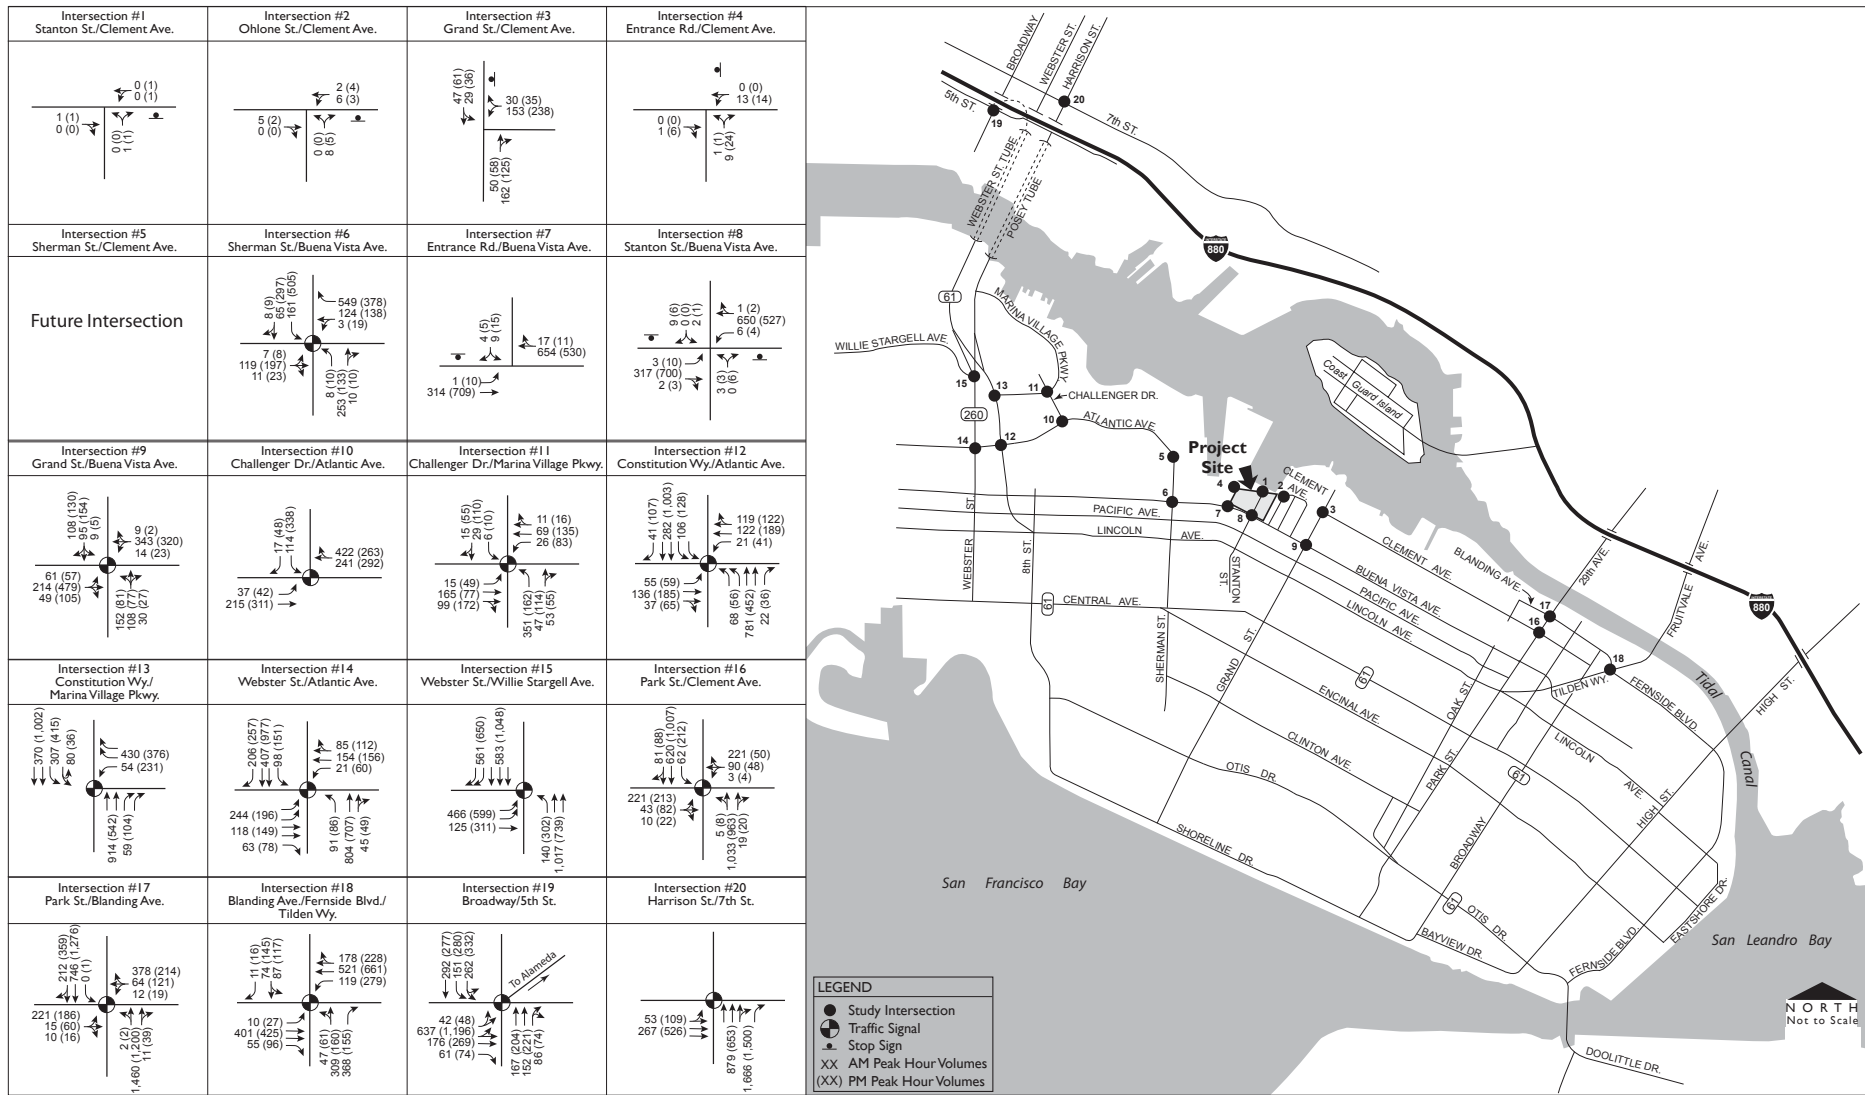 Intersection #1
Stanton St./Clement Ave.
0 (1)
0 (1)
1 (1)
0 (0)
0 (0)
1 (1)
Intersection #2
Ohlone St./Clement Ave.
2 (4)
6 (3)
5 (2)
0 (0)
0 (0)
8 (5)
Intersection #3
Grand St./Clement Ave.
47 (61)
29 (36)
30 (35)
153 (238)
50 (58)
162 (125)
Intersection #4
Entrance Rd./Clement Ave.
0 (0)
13 (14)
0 (0)
1 (6)
1 (1)
9 (24)
Intersection #5
Sherman St./Clement Ave.
Future Intersection
Intersection #6
Sherman St./Buena Vista Ave.
8 (9)
65 (297)
161 (505)
549 (378)
124 (138)
3 (19)
7 (8)
119 (197)
11 (23)
8 (10)
253 (133)
10 (10)
Intersection #7
Entrance Rd./Buena Vista Ave.
4 (5)
9 (15)
17 (11)
654 (530)
1 (10)
314 (709)
Intersection #8
Stanton St./Buena Vista Ave.
9 (6)
0 (0)
2 (1)
1 (2)
650 (527)
6 (4)
3 (10)
317 (700)
2 (3)
3 (3)
0 (6)
Intersection #9
Grand St./Buena Vista Ave.
108 (130)
95 (154)
9 (5)
9 (2)
343 (320)
14 (23)
61 (57)
214 (479)
49 (105)
152 (81)
108 (77)
30 (27)
Intersection #10
Challenger Dr./Atlantic Ave.
17 (48)
114 (338)
422 (263)
241 (292)
37 (42)
215 (311)
Intersection #11
Challenger Dr./Marina Village Pkwy.
15 (55)
29 (110)
6 (10)
11 (16)
69 (135)
26 (83)
15 (49)
165 (77)
99 (172)
351 (162)
47 (114)
53 (55)
Intersection #12
Constitution Wy./Atlantic Ave.
41 (107)
282 (1,003)
106 (128)
119 (122)
122 (189)
21 (41)
55 (59)
136 (185)
37 (65)
68 (56)
781 (452)
22 (36)
Intersection #13
Constitution Wy./
Marina Village Pkwy.
370 (1,002)
307 (415)
80 (36)
430 (376)
54 (231)
914 (542)
59 (104)
Intersection #14
Webster St./Atlantic Ave.
206 (257)
407 (977)
98 (151)
85 (112)
154 (156)
21 (60)
244 (196)
118 (149)
63 (78)
91 (86)
804 (707)
45 (49)
Intersection #15
Webster St./Willie Stargell Ave.
561 (650)
583 (1,048)
466 (599)
125 (311)
140 (302)
1,017 (739)
Intersection #16
Park St./Clement Ave.
81 (88)
620 (1,007)
62 (212)
221 (50)
90 (48)
3 (4)
221 (213)
43 (82)
10 (22)
5 (8)
1,033 (963)
19 (20)
Intersection #17
Park St./Blanding Ave.
212 (359)
746 (1,276)
0 (1)
378 (214)
64 (121)
12 (19)
221 (186)
15 (60)
10 (16)
2 (2)
1,460 (1,200)
11 (39)
Intersection #18
Blanding Ave./Fernside Blvd./
Tilden Wy.
11 (16)
74 (145)
87 (117)
178 (228)
521 (661)
119 (279)
10 (27)
401 (425)
55 (96)
47 (61)
309 (160)
368 (155)
Intersection #19
Broadway/5th St.
292 (277)
151 (280)
262 (332)
To Alameda
42 (48)
637 (1,196)
176 (269)
61 (74)
167 (204)
152 (221)
86 (74)
Intersection #20
Harrison St./7th St.
53 (109)
267 (526)
879 (653)
1,666 (1,500)
BROADWAY
WEBSTER ST.
HARRISON ST.
5th ST.
19
20
7th ST.
WEBSTER ST. TUBE
POSEY TUBE
880
61
MARINA VILLAGE PKWY
WILLIE STARGELL AVE.
15
13
11
CHALLENGER DR.
260
10
ATLANTIC AVE.
14
12
5
Coast Guard Island
Project
Site
4
1
2
CLEMENT
AVE.
6
7
8
3
9
PACIFIC AVE.
LINCOLN AVE.
WEBSTER ST.
8th ST.
STANTON
ST.
CLEMENT AVE.
BLANDING AVE.
29th AVE.
FRUITVALE AVE.
BUENA VISTA AVE.
PACIFIC AVE.
LINCOLN AVE.
17
16
18
880
61
CENTRAL AVE.
SHERMAN ST.
GRAND ST.
ENCINAL AVE.
61
OAK ST.
TILDEN WY.
FERNSIDE BLVD.
Tidal
Canal
HIGH ST.
CLINTON AVE.
OTIS DR.
PARK ST.
61
LINCOLN AVE.
HIGH ST.
SHORELINE DR.
BROADWAY
San Francisco Bay
61
OTIS DR.
BAYVIEW DR.
FERNSIDE BLVD.
EASTSHORE DR.
San Leandro Bay
DOOLITTLE DR.
LEGEND
Study Intersection
Traffic Signal
Stop Sign
XX AM Peak Hour Volumes
(XX) PM Peak Hour Volumes
NORTH
Not to Scale